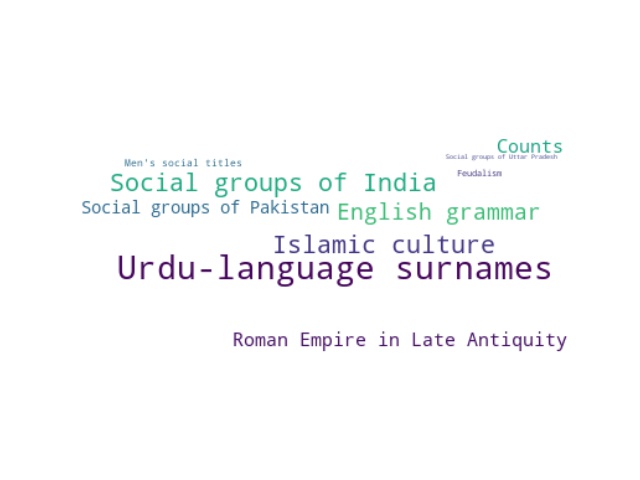 Counts
Social groups of Uttar Pradesh
Men's social titles
Feudalism
Social groups of India
Social groups of Pakistan
English grammar
Islamic culture
Urdu-language surnames
Roman Empire in Late Antiquity